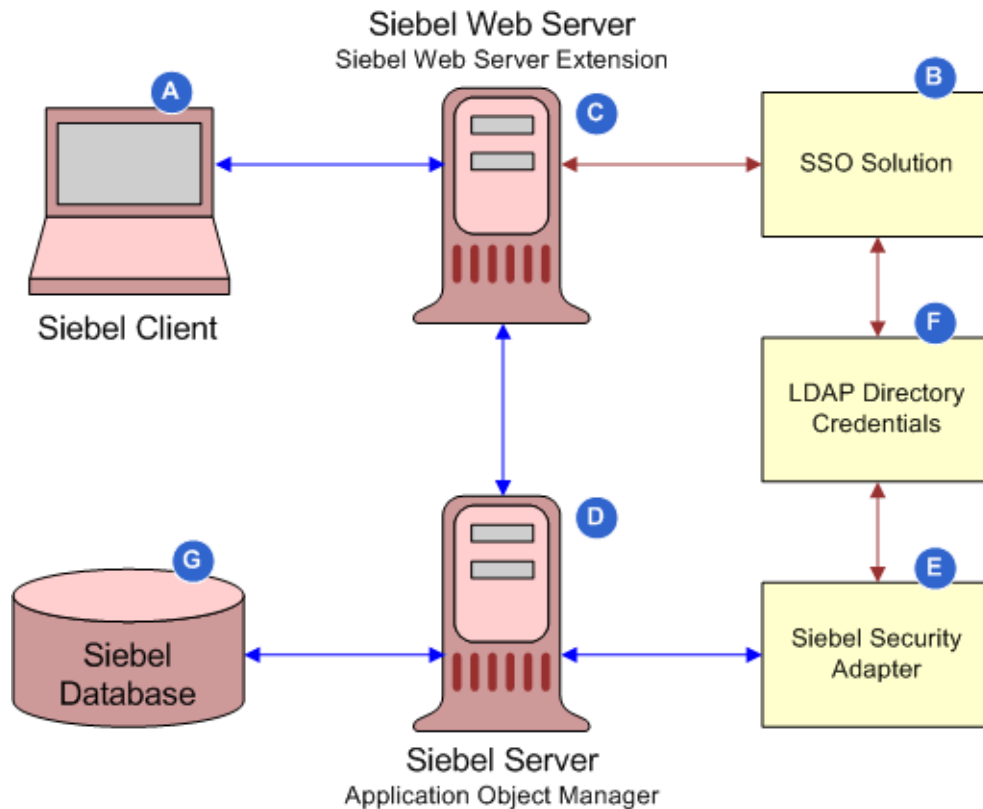 Siebel Web Server
Siebel Web Server Extension
A
B
C
SSO Solution
Siebel Client
F
LDAP Directory
Credentials
D
G
E
Siebel
Database
Siebel Security
Adapter
Siebel Server
Application Object Manager